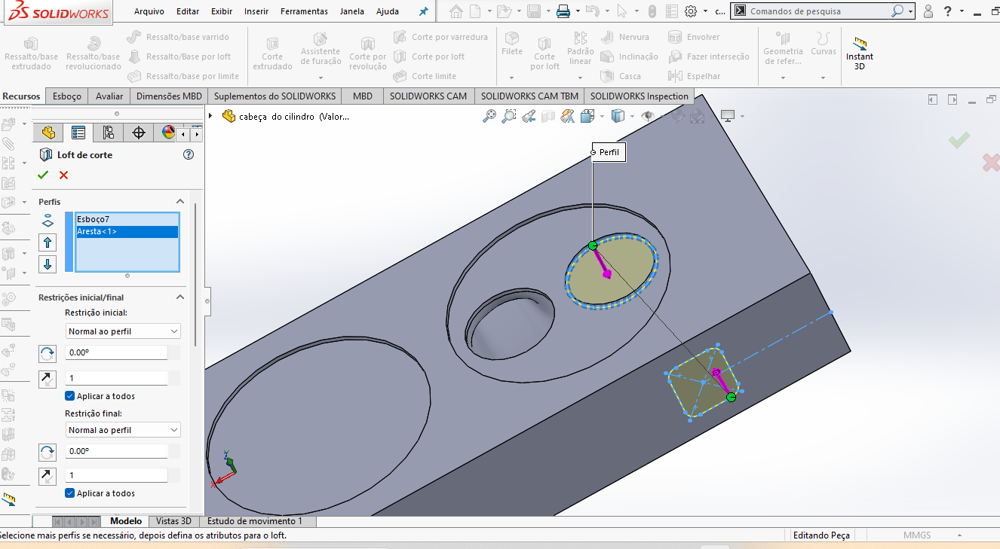 SOLIDWORKS Arquivo Editar Exibir Inserir Ferramentas Janela Ajuda c... Comandos de pesquisa ?
Ressalto/base extrudado
Ressalto/base revolucionado
Ressalto/base varrido
Ressalto/Base por loft
Ressalto/base por limite
Corte extrudado
Assistente de furação
Corte por revolução
Corte por varredura
Corte por loft
Corte limite
Filete
Corte por loft
Padrão linear
Nervura
Inclinação
Casca
Envolver
Fazer interseção
Espelhar
Geometria de refer...
Curvas
Instant 3D
Recursos Esboço Avaliar Dimensões MBD Suplementos do SOLIDWORKS MBD SOLIDWORKS CAM SOLIDWORKS CAM TBM SOLIDWORKS Inspection
cabeça do cilindro (Valor...
Loft de corte
?
Perfis
Esboço7
Aresta<1>
Restrições inicial/final
Restrição inicial:
Normal ao perfil
0.00º
1
Aplicar a todos
Restrição final:
Normal ao perfil
0.00º
1
Aplicar a todos
Perfil
X
Modelo Vistas 3D Estudo de movimento 1
Selecione mais perfis se necessário, depois defina os atributos para o loft. Editando Peça MMGS